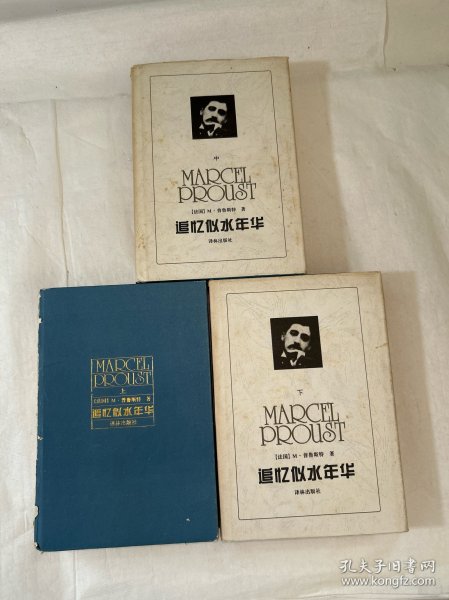 中
MARCEL
PROUST
[法国] M·普鲁斯特 著
追忆似水年华
译林出版社
MARCEL
PROUST
上
[法国] M·普鲁斯特 著
追忆似水年华
译林出版社
下
MARCEL
PROUST
[法国] M·普鲁斯特 著
追忆似水年华
译林出版社
孔夫子旧书网
www.kongfz.com